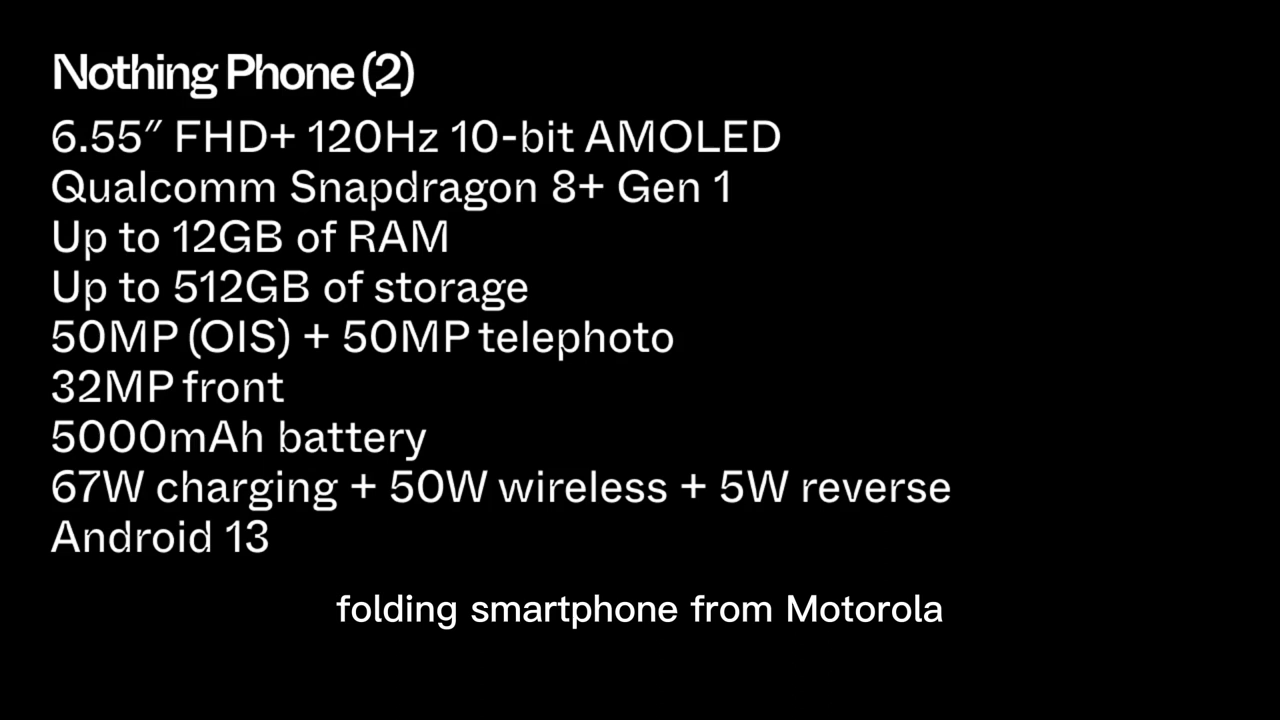 Nothing Phone (2)
6.55″ FHD+ 120Hz 10-bit AMOLED
Qualcomm Snapdragon 8+ Gen 1
Up to 12GB of RAM
Up to 512GB of storage
50MP (OIS) + 50MP telephoto
32MP front
5000mAh battery
67W charging + 50W wireless + 5W reverse
Android 13
folding smartphone from Motorola